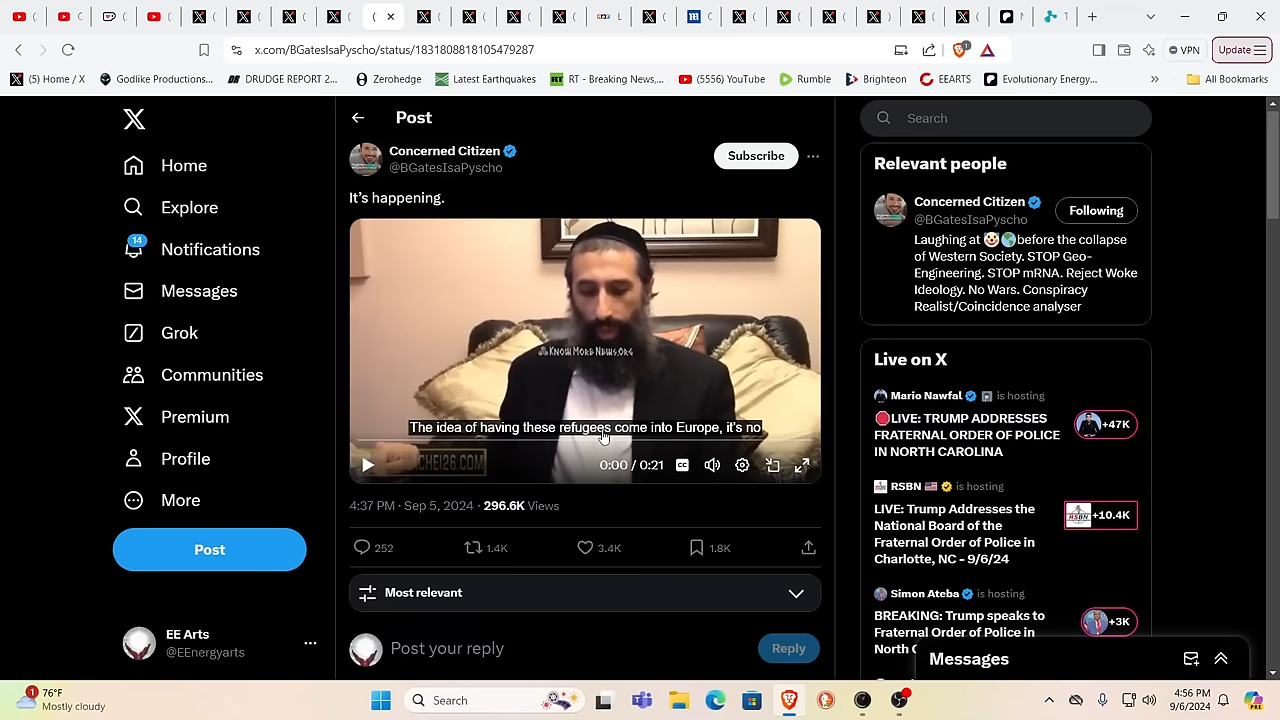 x.com/BGatesIsaPyscho/status/1831808818105479287
VPN
Update
(5) Home / X
Godlike Productions...
DRUDGE REPORT 2...
Zerohedge
Latest Earthquakes
RT - Breaking News,...
(5556) YouTube
Rumble
Brighteon
EEARTS
Evolutionary Energy...
All Bookmarks
Home
Explore
14
Notifications
Messages
Grok
Communities
Premium
Profile
More
Post
EE Arts
@EEnergyarts
Post
Concerned Citizen
@BGatesIsaPyscho
Subscribe
It's happening.
KNOWMORENEWS.ORG
The idea of having these refugees come into Europe, it's no
0:00 / 0:21
CC
4:37 PM · Sep 5, 2024 · 296.6K Views
252
1.4K
3.4K
1.8K
Most relevant
Post your reply
Reply
Search
Relevant people
Concerned Citizen
@BGatesIsaPyscho
Following
Laughing at 🤡🌎before the collapse
of Western Society. STOP Geo-
Engineering. STOP mRNA. Reject Woke
Ideology. No Wars. Conspiracy
Realist/Coincidence analyser
Live on X
Mario Nawfal is hosting
🛑LIVE: TRUMP ADDRESSES
FRATERNAL ORDER OF POLICE
IN NORTH CAROLINA
+47K
RSBN 🇺🇸 is hosting
LIVE: Trump Addresses the
National Board of the
Fraternal Order of Police in
Charlotte, NC - 9/6/24
RSBN
+10.4K
Simon Ateba is hosting
BREAKING: Trump speaks to
Fraternal Order of Police in
+3K
Messages
1
76°F
Mostly cloudy
Search
4:56 PM
9/6/2024